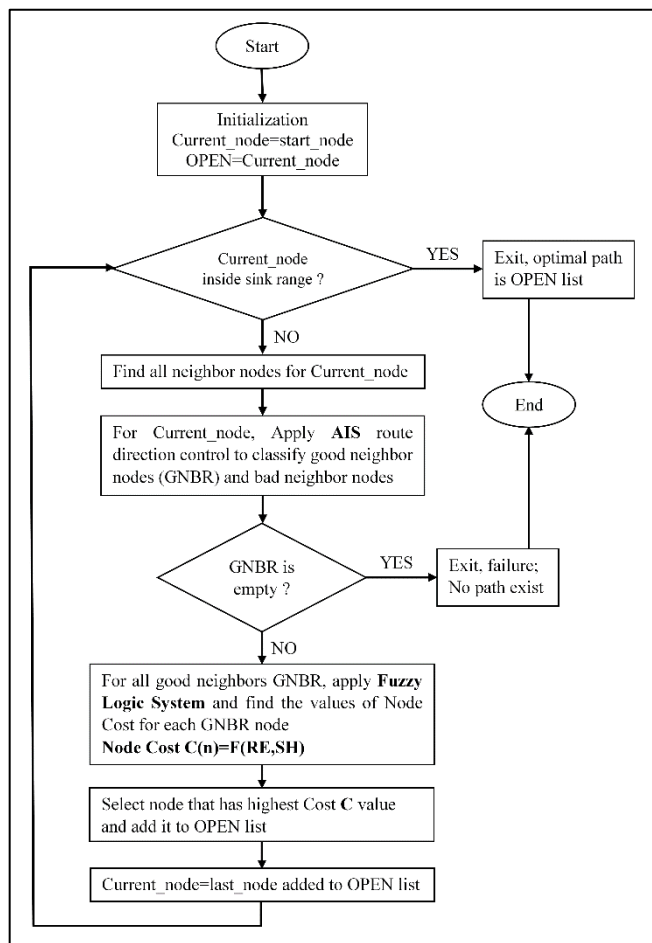 Start
Initialization
Current_node=start_node
OPEN=Current_node
Current_node
inside sink range ?
YES
Exit, optimal path
is OPEN list
NO
Find all neighbor nodes for Current_node
End
For Current_node, Apply AIS route
direction control to classify good neighbor
nodes (GNBR) and bad neighbor nodes
GNBR is
empty ?
YES
Exit, failure;
No path exist
NO
For all good neighbors GNBR, apply Fuzzy
Logic System and find the values of Node
Cost for each GNBR node
Node Cost C(n)=F(RE,SH)
Select node that has highest Cost C value
and add it to OPEN list
Current_node=last_node added to OPEN list